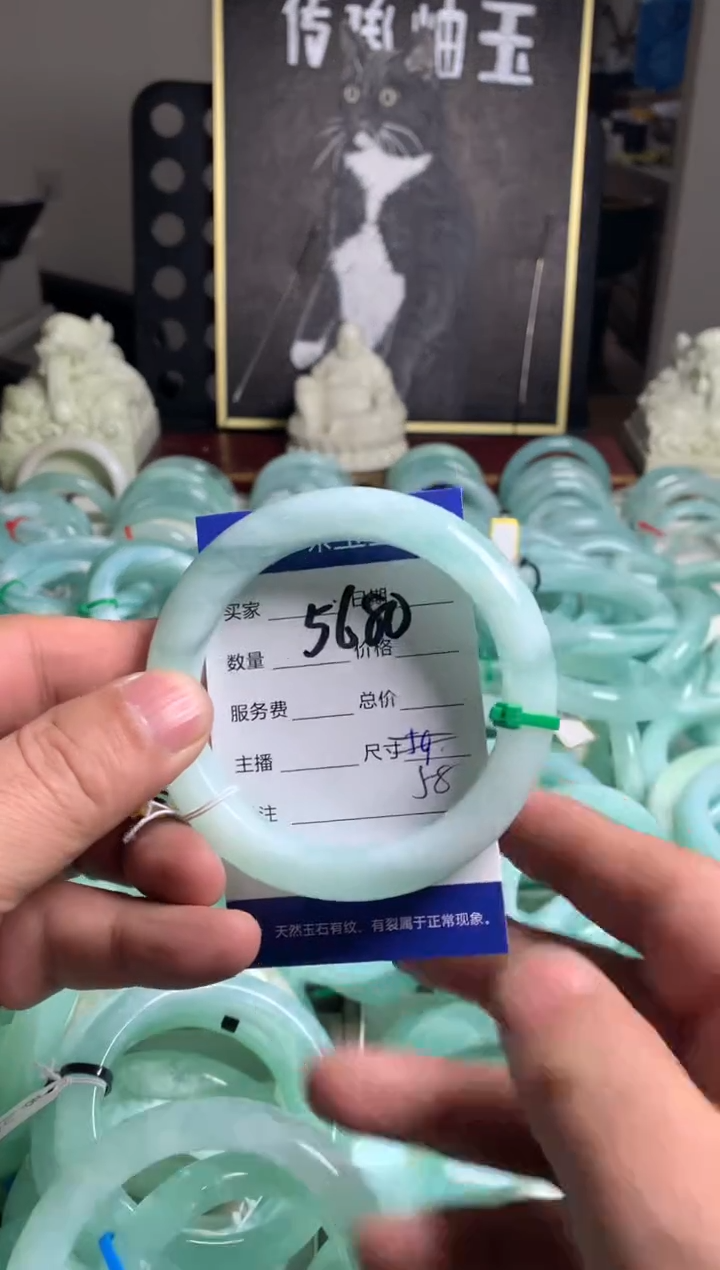 传承岫玉
买家 日期
5680
数量 价格
服务费 总价
主播 尺寸 59
58
注
天然玉石有纹、有裂属于正常现象。